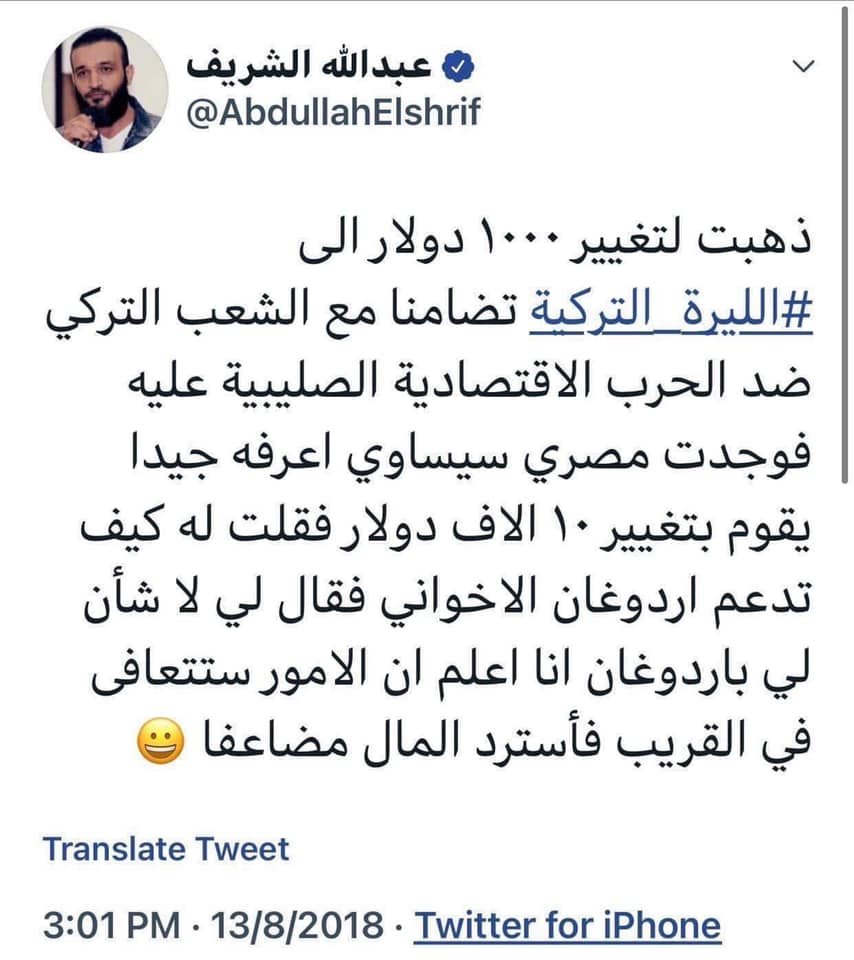 عبدالله الشريف
@AbdullahElshrif
ذهبت لتغيير ١٠٠٠ دولار الى
#الليرة_التركية تضامنا مع الشعب التركي
ضد الحرب الاقتصادية الصليبية عليه
فوجدت مصري سيساوي اعرفه جيدا
يقوم بتغيير ١٠ الاف دولار فقلت له كيف
تدعم اردوغان الاخواني فقال لي لا شأن
لي باردوغان انا اعلم ان الامور ستتعافى
في القريب فأسترد المال مضاعفا 😀
Translate Tweet
3:01 PM · 13/8/2018 · Twitter for iPhone